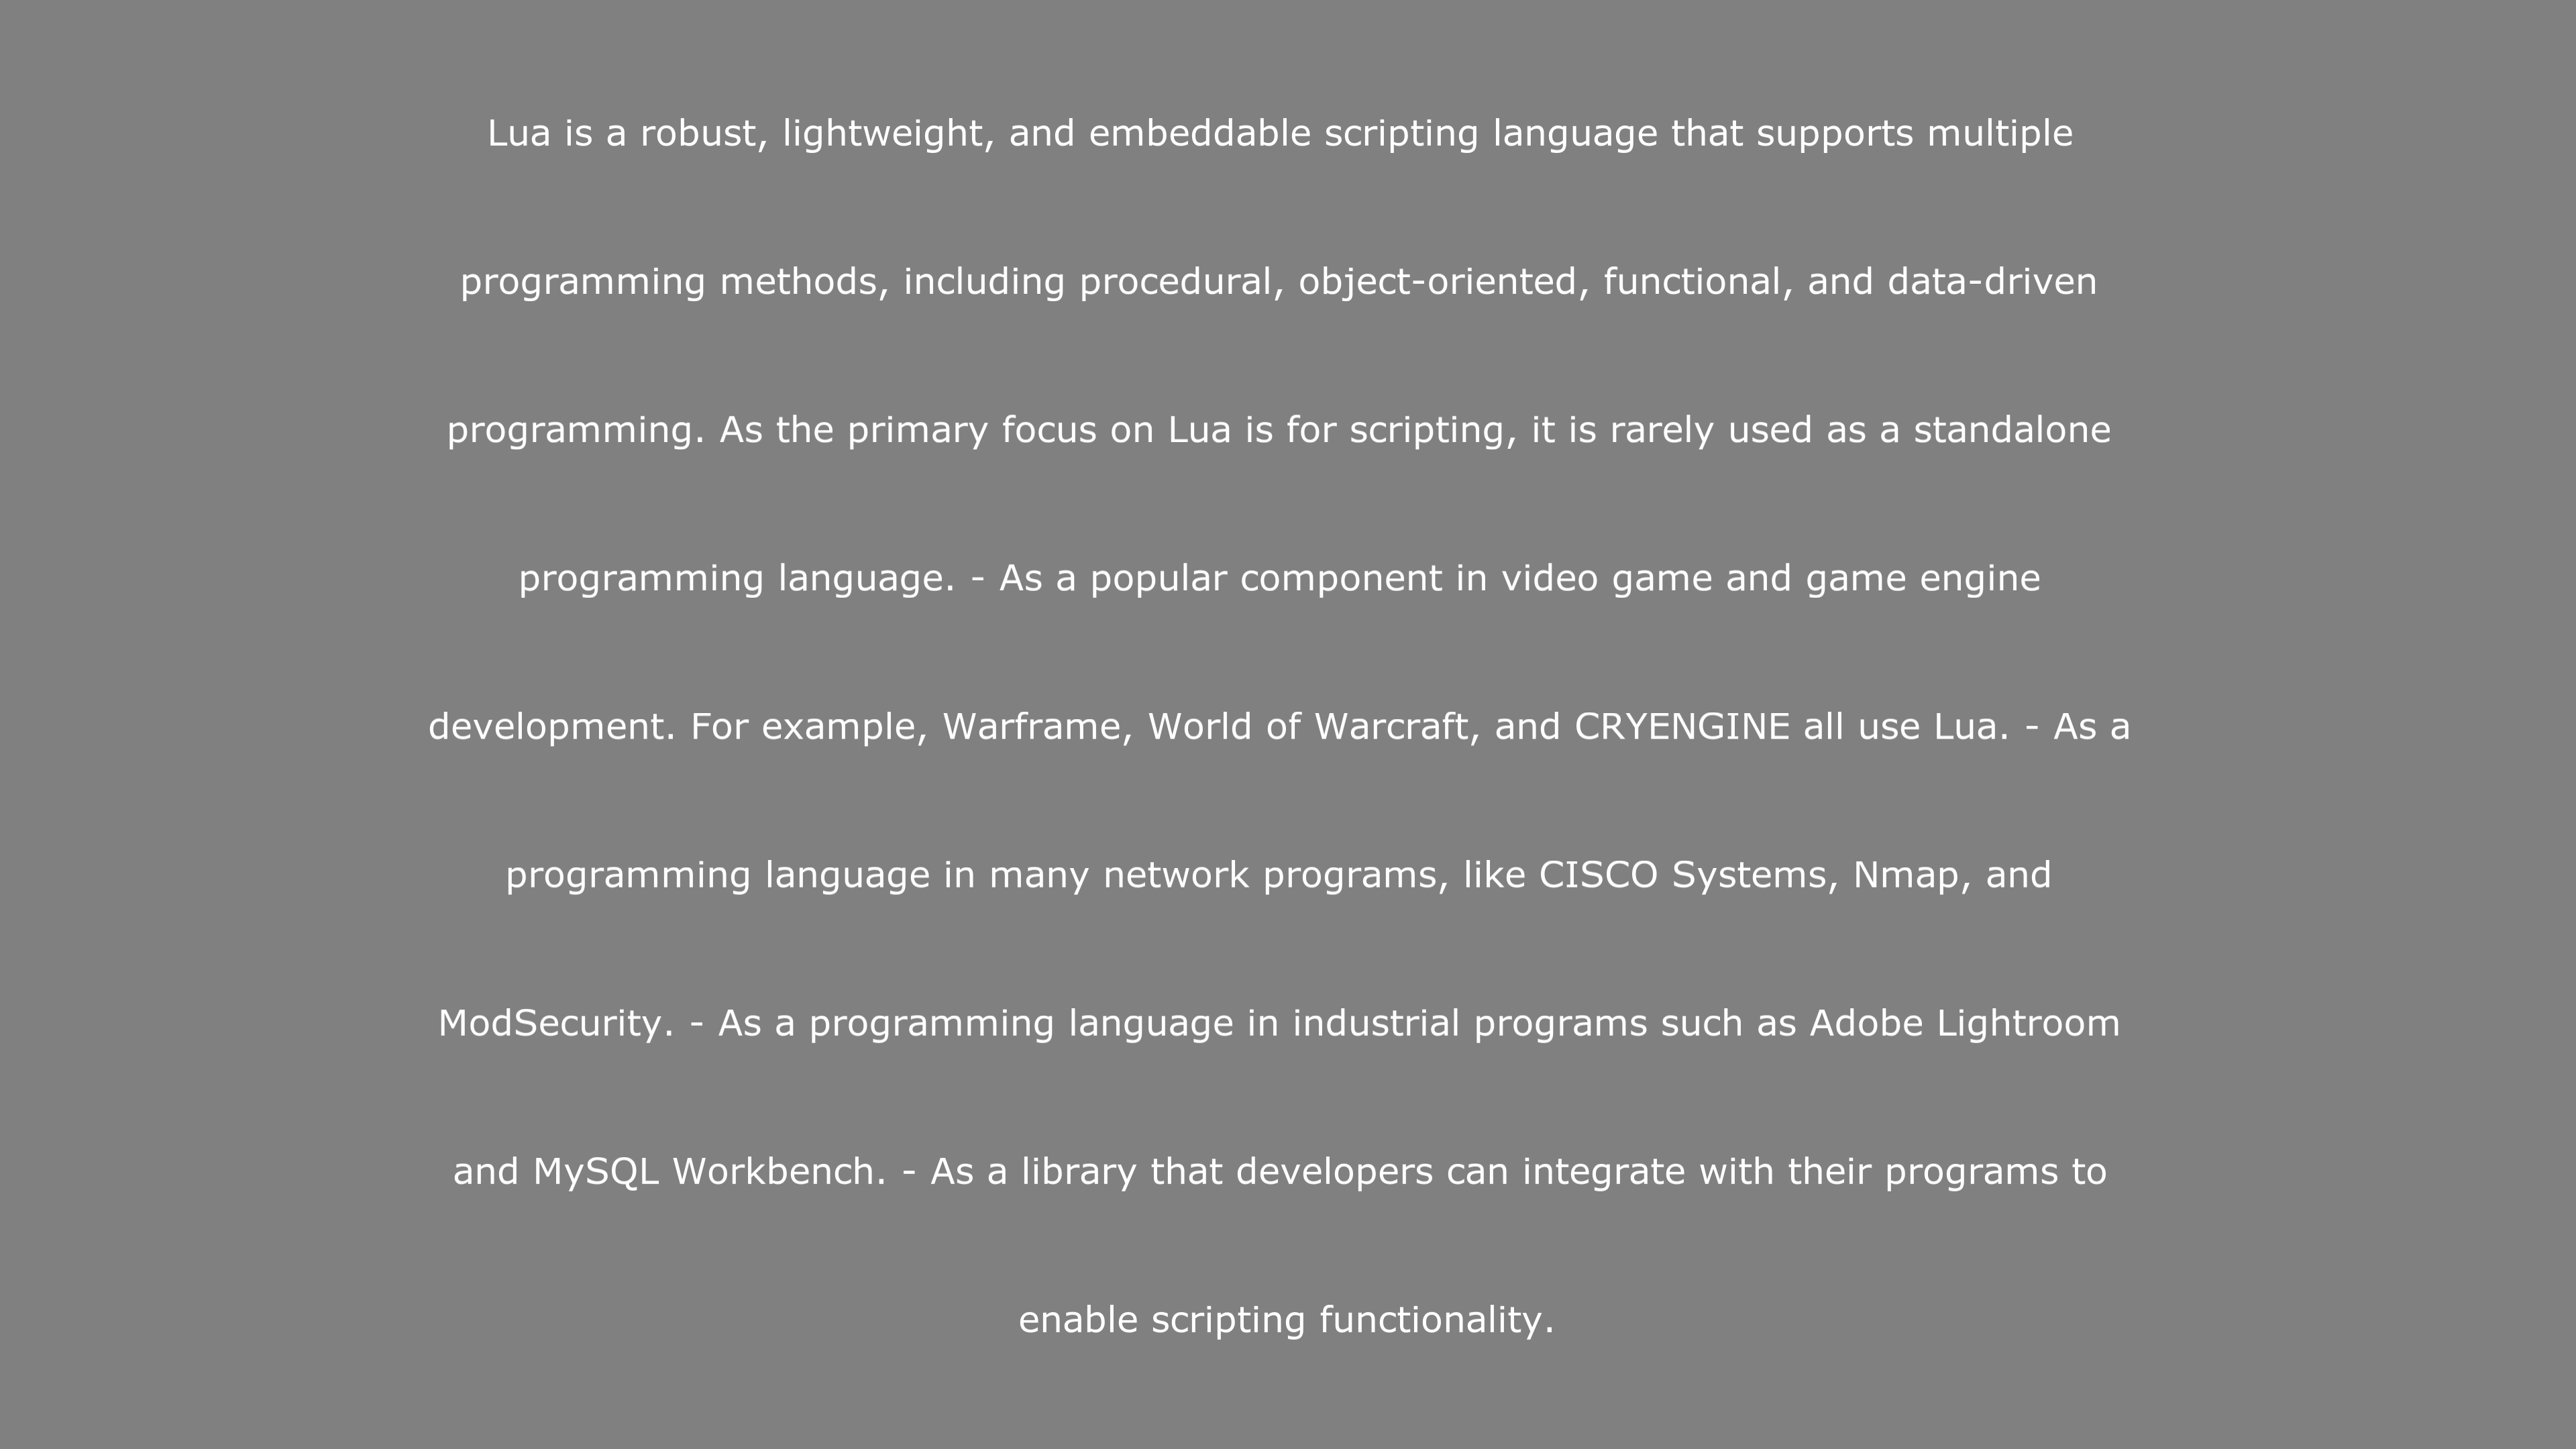 Lua is a robust, lightweight, and embeddable scripting language that supports multiple
programming methods, including procedural, object-oriented, functional, and data-driven
programming. As the primary focus on Lua is for scripting, it is rarely used as a standalone
programming language. - As a popular component in video game and game engine
development. For example, Warframe, World of Warcraft, and CRYENGINE all use Lua. - As a
programming language in many network programs, like CISCO Systems, Nmap, and
ModSecurity. - As a programming language in industrial programs such as Adobe Lightroom
and MySQL Workbench. - As a library that developers can integrate with their programs to
enable scripting functionality.